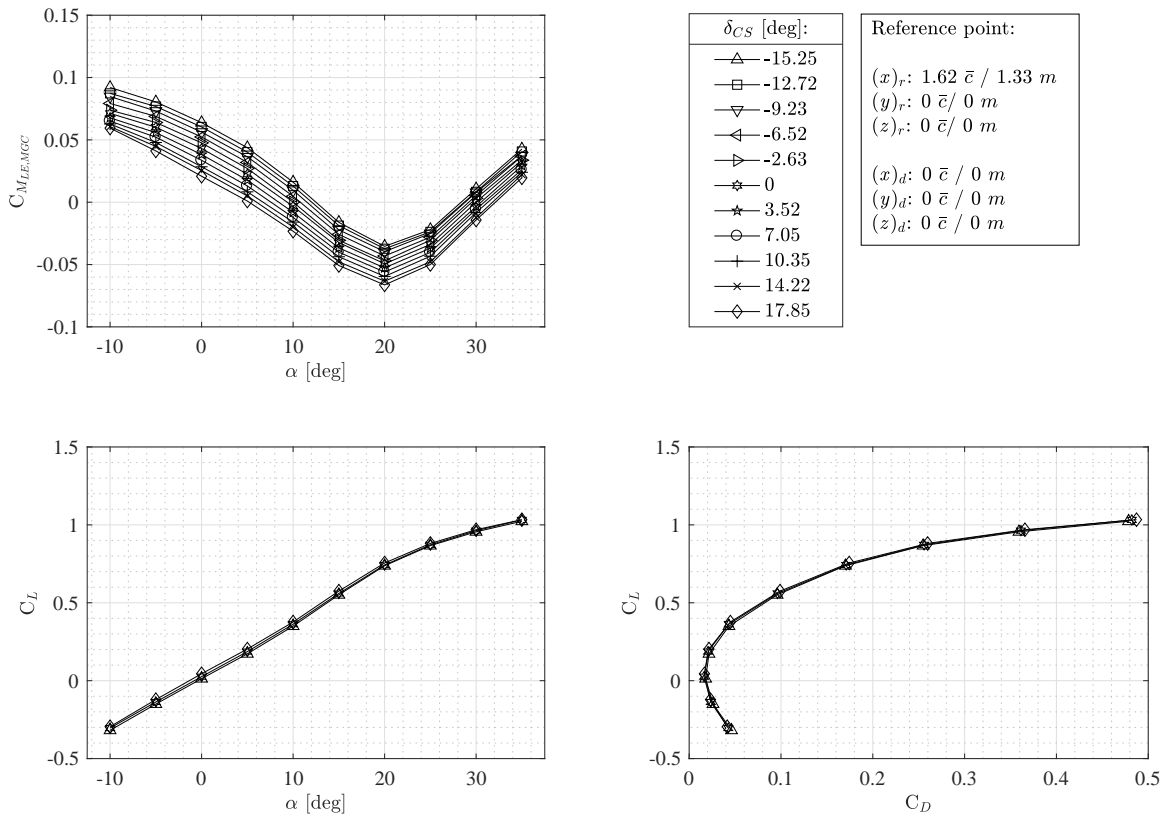 0.15
0.1
0.05
0
-0.05
-0.1
C_{M_{LE,MGC}}
-10 0 10 20 30
α [deg]
δ_{CS} [deg]:
-15.25
-12.72
-9.23
-6.52
-2.63
0
3.52
7.05
10.35
14.22
17.85
Reference point:
(x)_r: 1.62 c̄ / 1.33 m
(y)_r: 0 c̄/ 0 m
(z)_r: 0 c̄/ 0 m
(x)_d: 0 c̄ / 0 m
(y)_d: 0 c̄ / 0 m
(z)_d: 0 c̄ / 0 m
1.5
1
0.5
0
-0.5
C_L
-10 0 10 20 30
α [deg]
1.5
1
0.5
0
-0.5
C_L
0 0.1 0.2 0.3 0.4 0.5
C_D